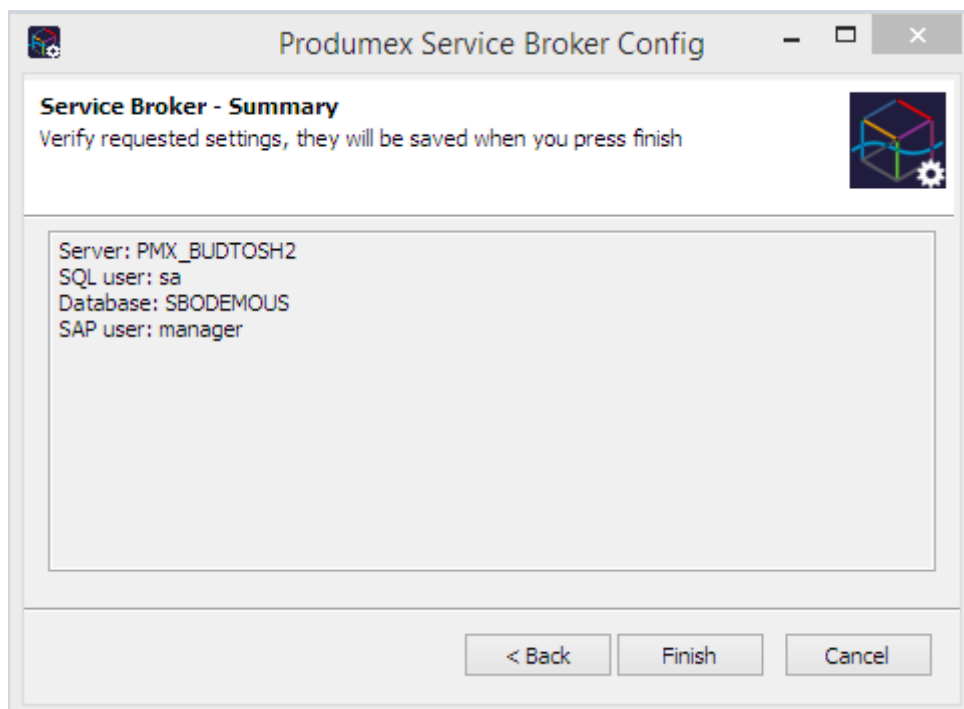 Produmex Service Broker Config
Service Broker - Summary
Verify requested settings, they will be saved when you press finish
Server: PMX_BUDTOSH2
SQL user: sa
Database: SBODEMOUS
SAP user: manager
< Back
Finish
Cancel